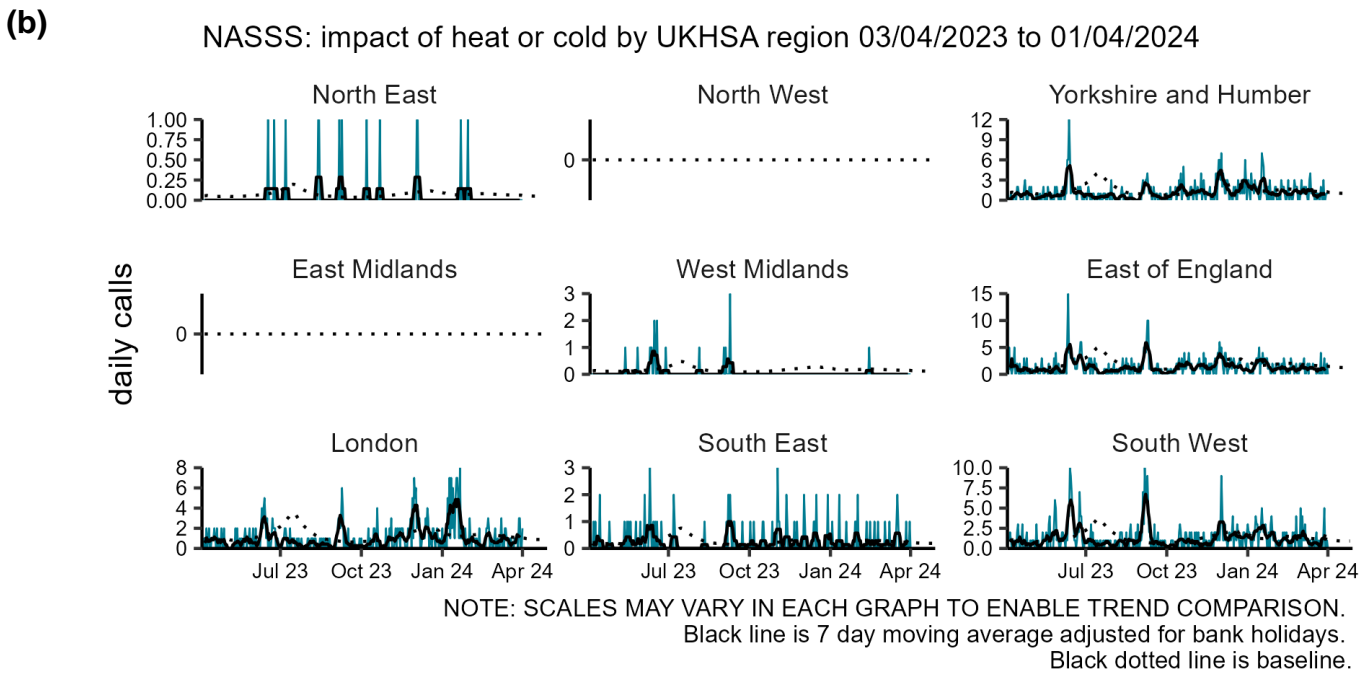 (b)
NASSS: impact of heat or cold by UKHSA region 03/04/2023 to 01/04/2024
North East
1.00
0.75
0.50
0.25
0.00
North West
0
Yorkshire and Humber
12
9
6
3
0
daily calls
East Midlands
0
West Midlands
3
2
1
0
East of England
15
10
5
0
London
8
6
4
2
0
Jul 23 Oct 23 Jan 24 Apr 24
South East
3
2
1
0
Jul 23 Oct 23 Jan 24 Apr 24
South West
10.0
7.5
5.0
2.5
0.0
Jul 23 Oct 23 Jan 24 Apr 24
NOTE: SCALES MAY VARY IN EACH GRAPH TO ENABLE TREND COMPARISON.
Black line is 7 day moving average adjusted for bank holidays.
Black dotted line is baseline.